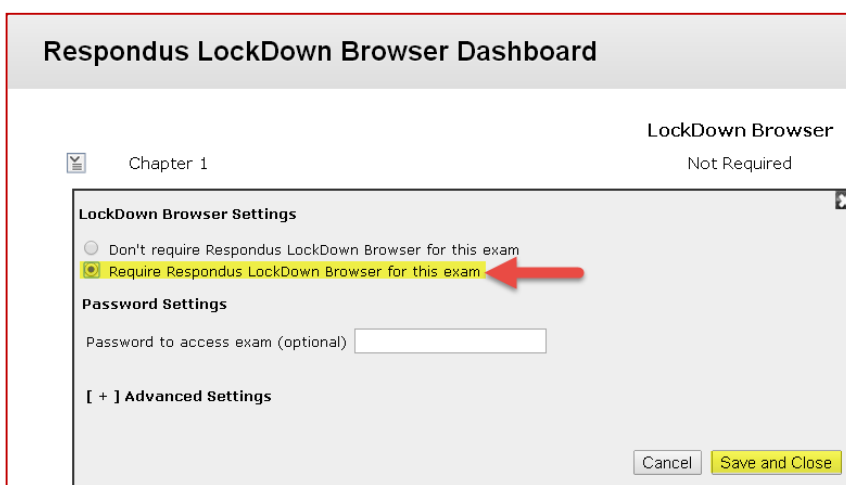 Respondus LockDown Browser Dashboard
LockDown Browser
Chapter 1
Not Required
LockDown Browser Settings
Don't require Respondus LockDown Browser for this exam
Require Respondus LockDown Browser for this exam
Password Settings
Password to access exam (optional)
[ + ] Advanced Settings
Cancel
Save and Close